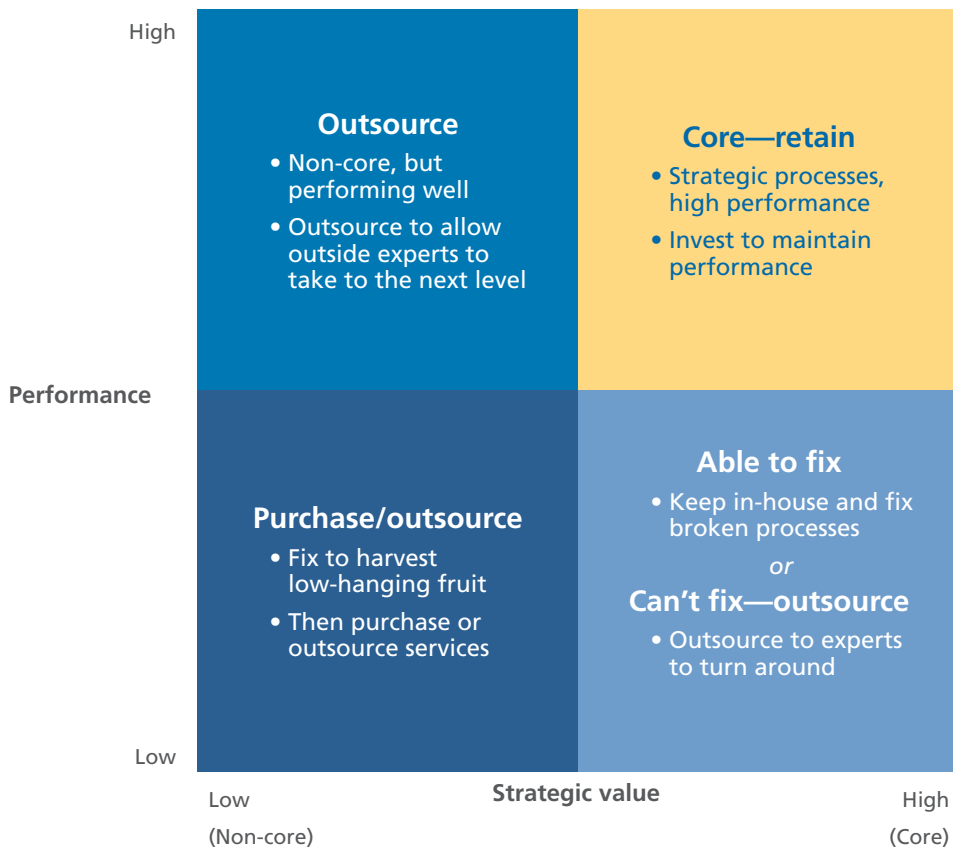 High
Outsource
• Non-core, but
performing well
• Outsource to allow
outside experts to
take to the next level
Core—retain
• Strategic processes,
high performance
• Invest to maintain
performance
Performance
Purchase/outsource
• Fix to harvest
low-hanging fruit
• Then purchase or
outsource services
Able to fix
• Keep in-house and fix
broken processes
or
Can't fix—outsource
• Outsource to experts
to turn around
Low
Low
(Non-core)
Strategic value
High
(Core)